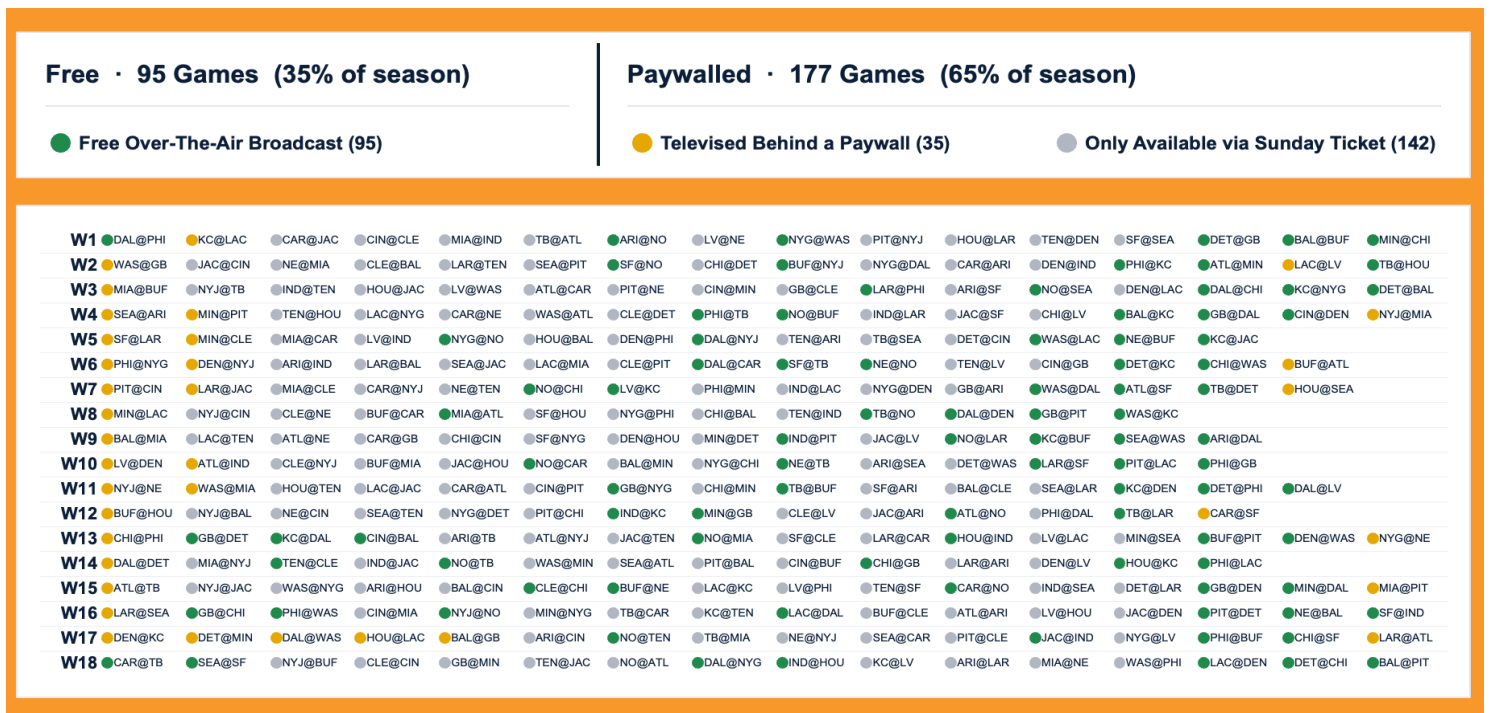 Free · 95 Games (35% of season)
Paywalled · 177 Games (65% of season)
Free Over-The-Air Broadcast (95)
Televised Behind a Paywall (35)
Only Available via Sunday Ticket (142)
W1 DAL@PHI KC@LAC CAR@JAC CIN@CLE MIA@IND TB@ATL ARI@NO LV@NE NYG@WAS PIT@NYJ HOU@LAR TEN@DEN SF@SEA DET@GB BAL@BUF MIN@CHI
W2 WAS@GB JAC@CIN NE@MIA CLE@BAL LAR@TEN SEA@PIT SF@NO CHI@DET BUF@NYJ NYG@DAL CAR@ARI DEN@IND PHI@KC ATL@MIN LAC@LV TB@HOU
W3 MIA@BUF NYJ@TB IND@TEN HOU@JAC LV@WAS ATL@CAR PIT@NE CIN@MIN GB@CLE LAR@PHI ARI@SF NO@SEA DEN@LAC DAL@CHI KC@NYG DET@BAL
W4 SEA@ARI MIN@PIT TEN@HOU LAC@NYG CAR@NE WAS@ATL CLE@DET PHI@TB NO@BUF IND@LAR JAC@SF CHI@LV BAL@KC GB@DAL CIN@DEN NYJ@MIA
W5 SF@LAR MIN@CLE MIA@CAR LV@IND NYG@NO HOU@BAL DEN@PHI DAL@NYJ TEN@ARI TB@SEA DET@CIN WAS@LAC NE@BUF KC@JAC
W6 PHI@NYG DEN@NYJ ARI@IND LAR@BAL SEA@JAC LAC@MIA CLE@PIT DAL@CAR SF@TB NE@NO TEN@LV CIN@GB DET@KC CHI@WAS BUF@ATL
W7 PIT@CIN LAR@JAC MIA@CLE CAR@NYJ NE@TEN NO@CHI LV@KC PHI@MIN IND@LAC NYG@DEN GB@ARI WAS@DAL ATL@SF TB@DET HOU@SEA
W8 MIN@LAC NYJ@CIN CLE@NE BUF@CAR MIA@ATL SF@HOU NYG@PHI CHI@BAL TEN@IND TB@NO DAL@DEN GB@PIT WAS@KC
W9 BAL@MIA LAC@TEN ATL@NE CAR@GB CHI@CIN SF@NYG DEN@HOU MIN@DET IND@PIT JAC@LV NO@LAR KC@BUF SEA@WAS ARI@DAL
W10 LV@DEN ATL@IND CLE@NYJ BUF@MIA JAC@HOU NO@CAR BAL@MIN NYG@CHI NE@TB ARI@SEA DET@WAS LAR@SF PIT@LAC PHI@GB
W11 NYJ@NE WAS@MIA HOU@TEN LAC@JAC CAR@ATL CIN@PIT GB@NYG CHI@MIN TB@BUF SF@ARI BAL@CLE SEA@LAR KC@DEN DET@PHI DAL@LV
W12 BUF@HOU NYJ@BAL NE@CIN SEA@TEN NYG@DET PIT@CHI IND@KC MIN@GB CLE@LV JAC@ARI ATL@NO PHI@DAL TB@LAR CAR@SF
W13 CHI@PHI GB@DET KC@DAL CIN@BAL ARI@TB ATL@NYJ JAC@TEN NO@MIA SF@CLE LAR@CAR HOU@IND LV@LAC MIN@SEA BUF@PIT DEN@WAS NYG@NE
W14 DAL@DET MIA@NYJ TEN@CLE IND@JAC NO@TB WAS@MIN SEA@ATL PIT@BAL CIN@BUF CHI@GB LAR@ARI DEN@LV HOU@KC PHI@LAC
W15 ATL@TB NYJ@JAC WAS@NYG ARI@HOU BAL@CIN CLE@CHI BUF@NE LAC@KC LV@PHI TEN@SF CAR@NO IND@SEA DET@LAR GB@DEN MIN@DAL MIA@PIT
W16 LAR@SEA GB@CHI PHI@WAS CIN@MIA NYJ@NO MIN@NYG TB@CAR KC@TEN LAC@DAL BUF@CLE ATL@ARI LV@HOU JAC@DEN PIT@DET NE@BAL SF@IND
W17 DEN@KC DET@MIN DAL@WAS HOU@LAC BAL@GB ARI@CIN NO@TEN TB@MIA NE@NYJ SEA@CAR PIT@CLE JAC@IND NYG@LV PHI@BUF CHI@SF LAR@ATL
W18 CAR@TB SEA@SF NYJ@BUF CLE@CIN GB@MIN TEN@JAC NO@ATL DAL@NYG IND@HOU KC@LV ARI@LAR MIA@NE WAS@PHI LAC@DEN DET@CHI BAL@PIT